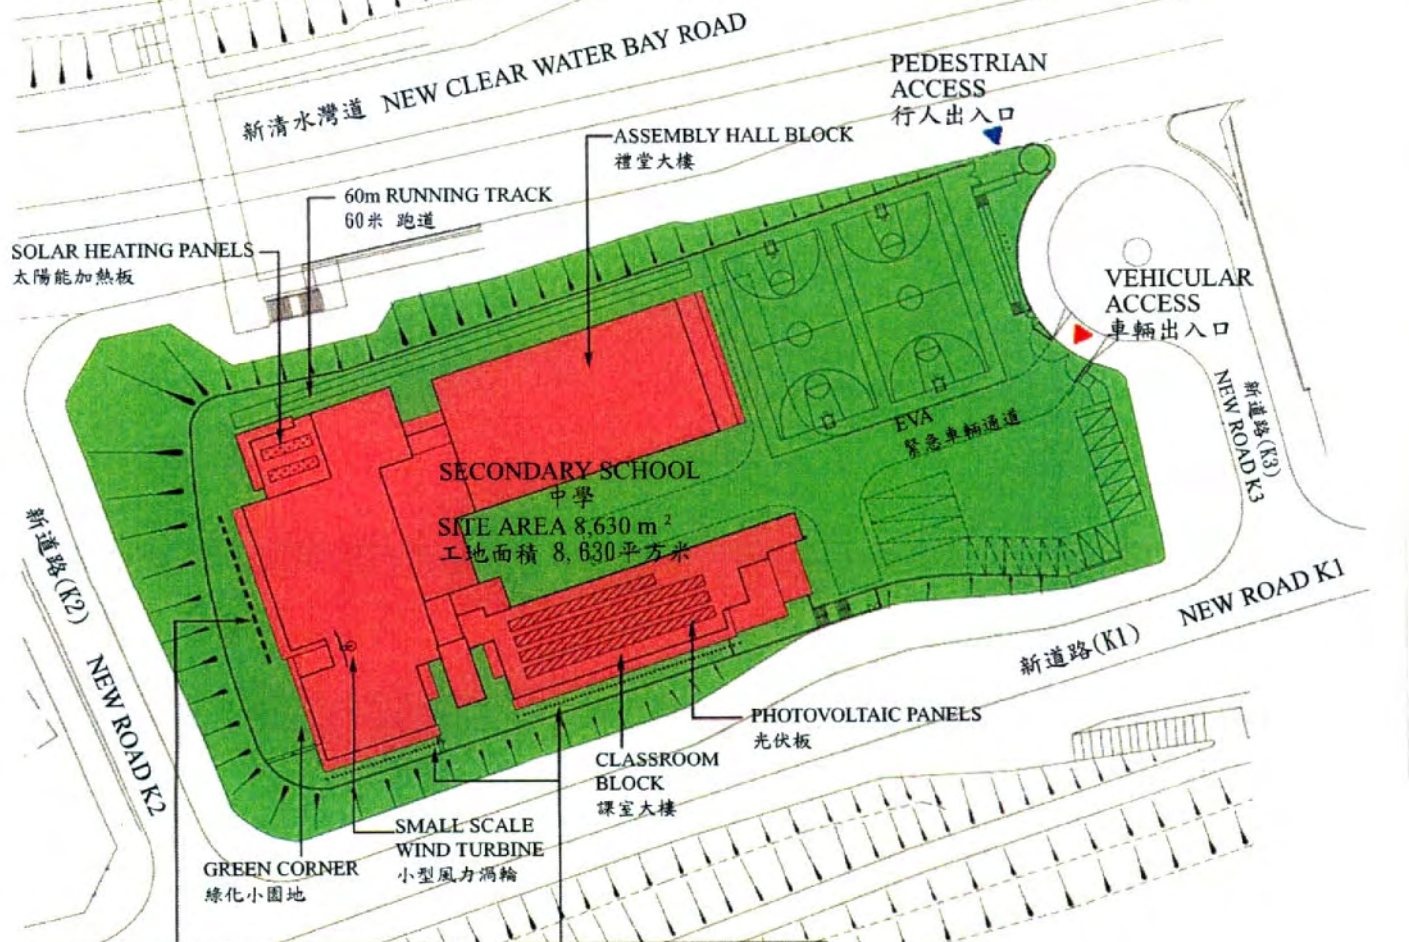 新清水灣道 NEW CLEAR WATER BAY ROAD
PEDESTRIAN
ACCESS
行人出入口
ASSEMBLY HALL BLOCK
禮堂大樓
60m RUNNING TRACK
60米 跑道
SOLAR HEATING PANELS
太陽能加熱板
VEHICULAR
ACCESS
車輛出入口
新道路(K3)
NEW ROAD K3
EVA
緊急車輛通道
SECONDARY SCHOOL
中學
SITE AREA 8,630 m²
工地面積 8,630平方米
新道路(K2) NEW ROAD K2
新道路(K1) NEW ROAD K1
PHOTOVOLTAIC PANELS
光伏板
CLASSROOM
BLOCK
課室大樓
SMALL SCALE
WIND TURBINE
小型風力渦輪
GREEN CORNER
綠化小園地